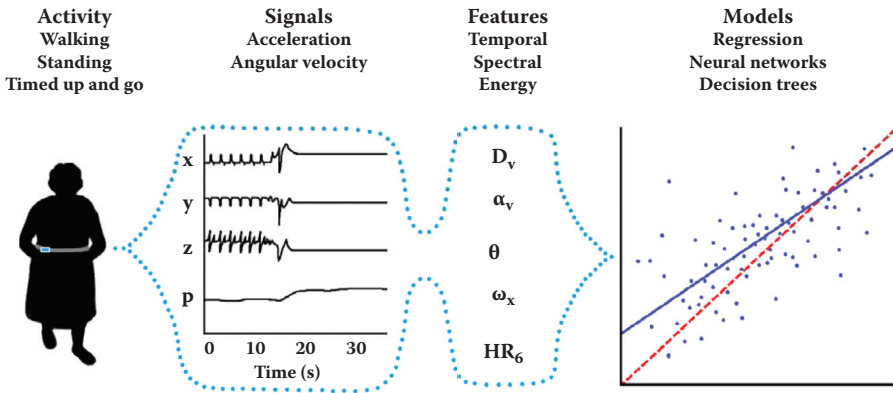 Activity
Walking
Standing
Timed up and go
Signals
Acceleration
Angular velocity
Features
Temporal
Spectral
Energy
Models
Regression
Neural networks
Decision trees
x
y
z
p
0 10 20 30
Time (s)
Dᵥ
αᵥ
θ
ωₓ
HR₆